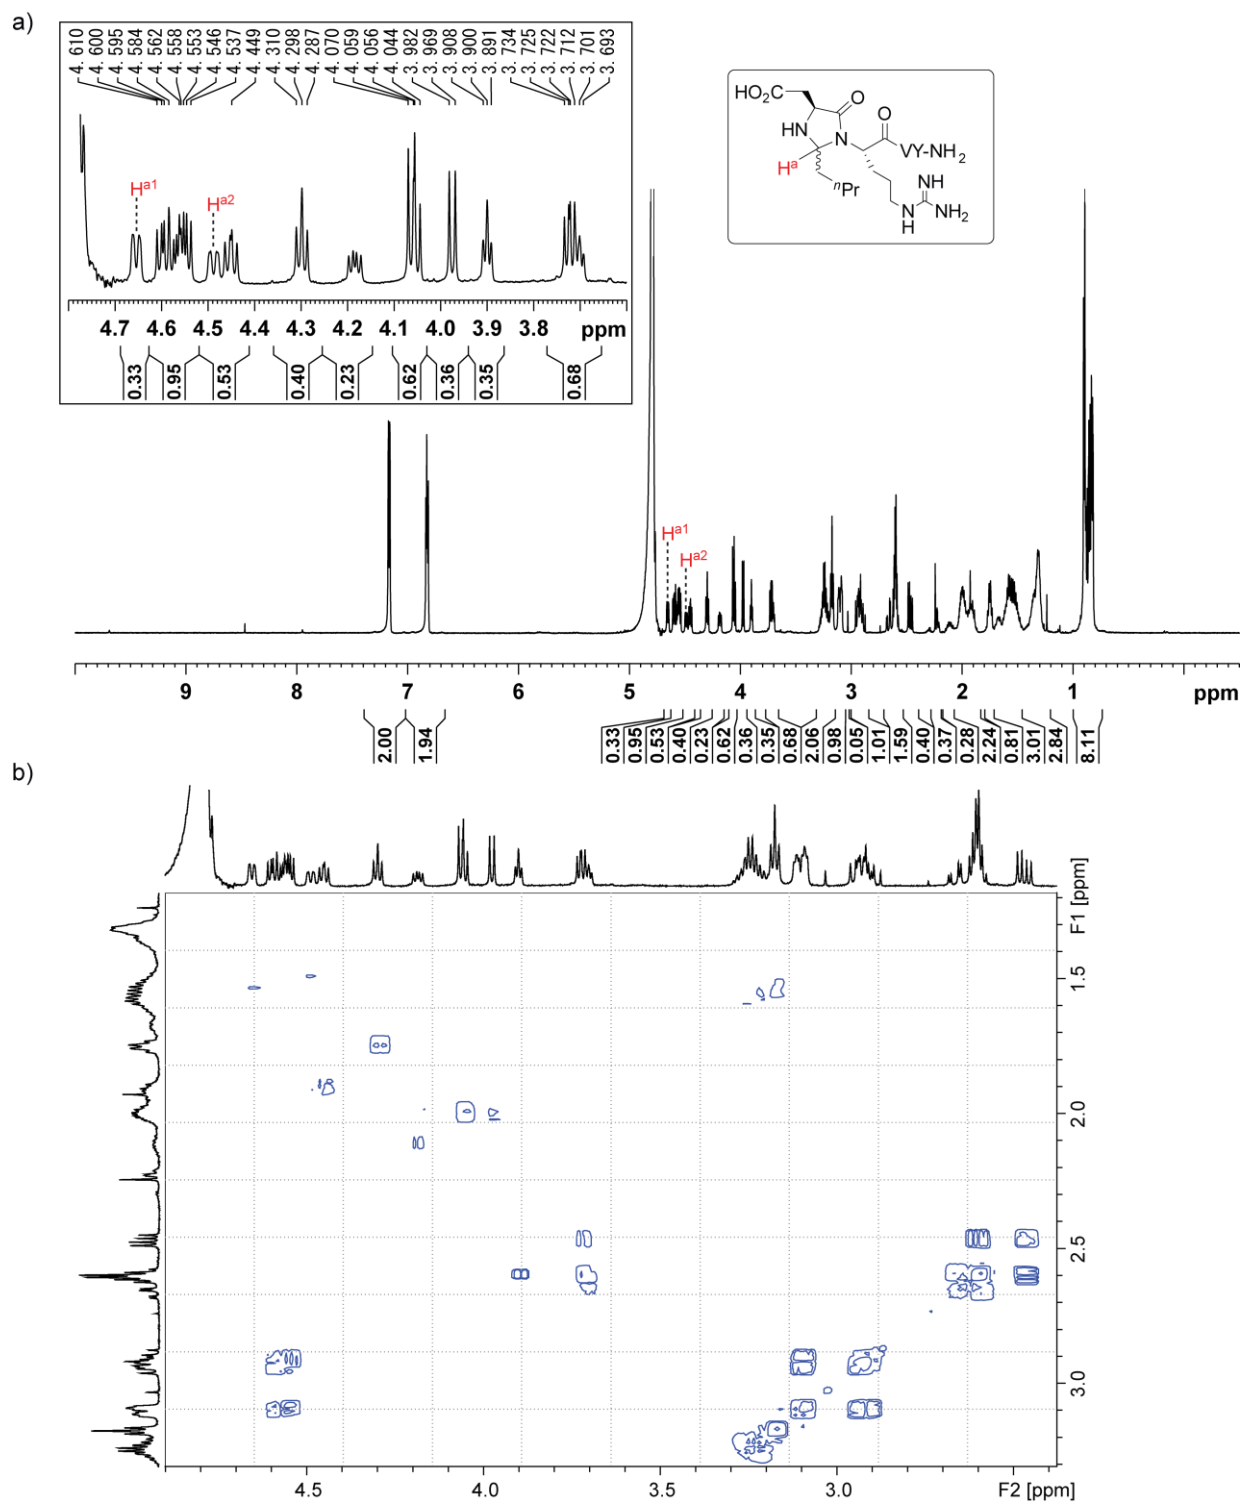 a)
4.610 4.600 4.595 4.584 4.562 4.558 4.553 4.546 4.537 4.449 4.310 4.298 4.287 4.070 4.059 4.056 4.044 3.982 3.969 3.908 3.900 3.891 3.734 3.725 3.722 3.712 3.701 3.693
Ha1
Ha2
4.7 4.6 4.5 4.4 4.3 4.2 4.1 4.0 3.9 3.8 ppm
0.33 0.95 0.53 0.40 0.23 0.62 0.36 0.35 0.68
HO2C
O
HN
N
O
VY-NH2
Ha
nPr
NH
N
H
NH2
Ha1
Ha2
9 8 7 6 5 4 3 2 1 ppm
2.00 1.94 0.33 0.95 0.53 0.40 0.23 0.62 0.36 0.35 0.68 2.06 0.98 0.05 1.01 1.59 0.40 0.37 0.28 2.24 0.81 3.01 2.84 8.11
b)
F1 [ppm]
1.5
2.0
2.5
3.0
4.5 4.0 3.5 3.0 F2 [ppm]